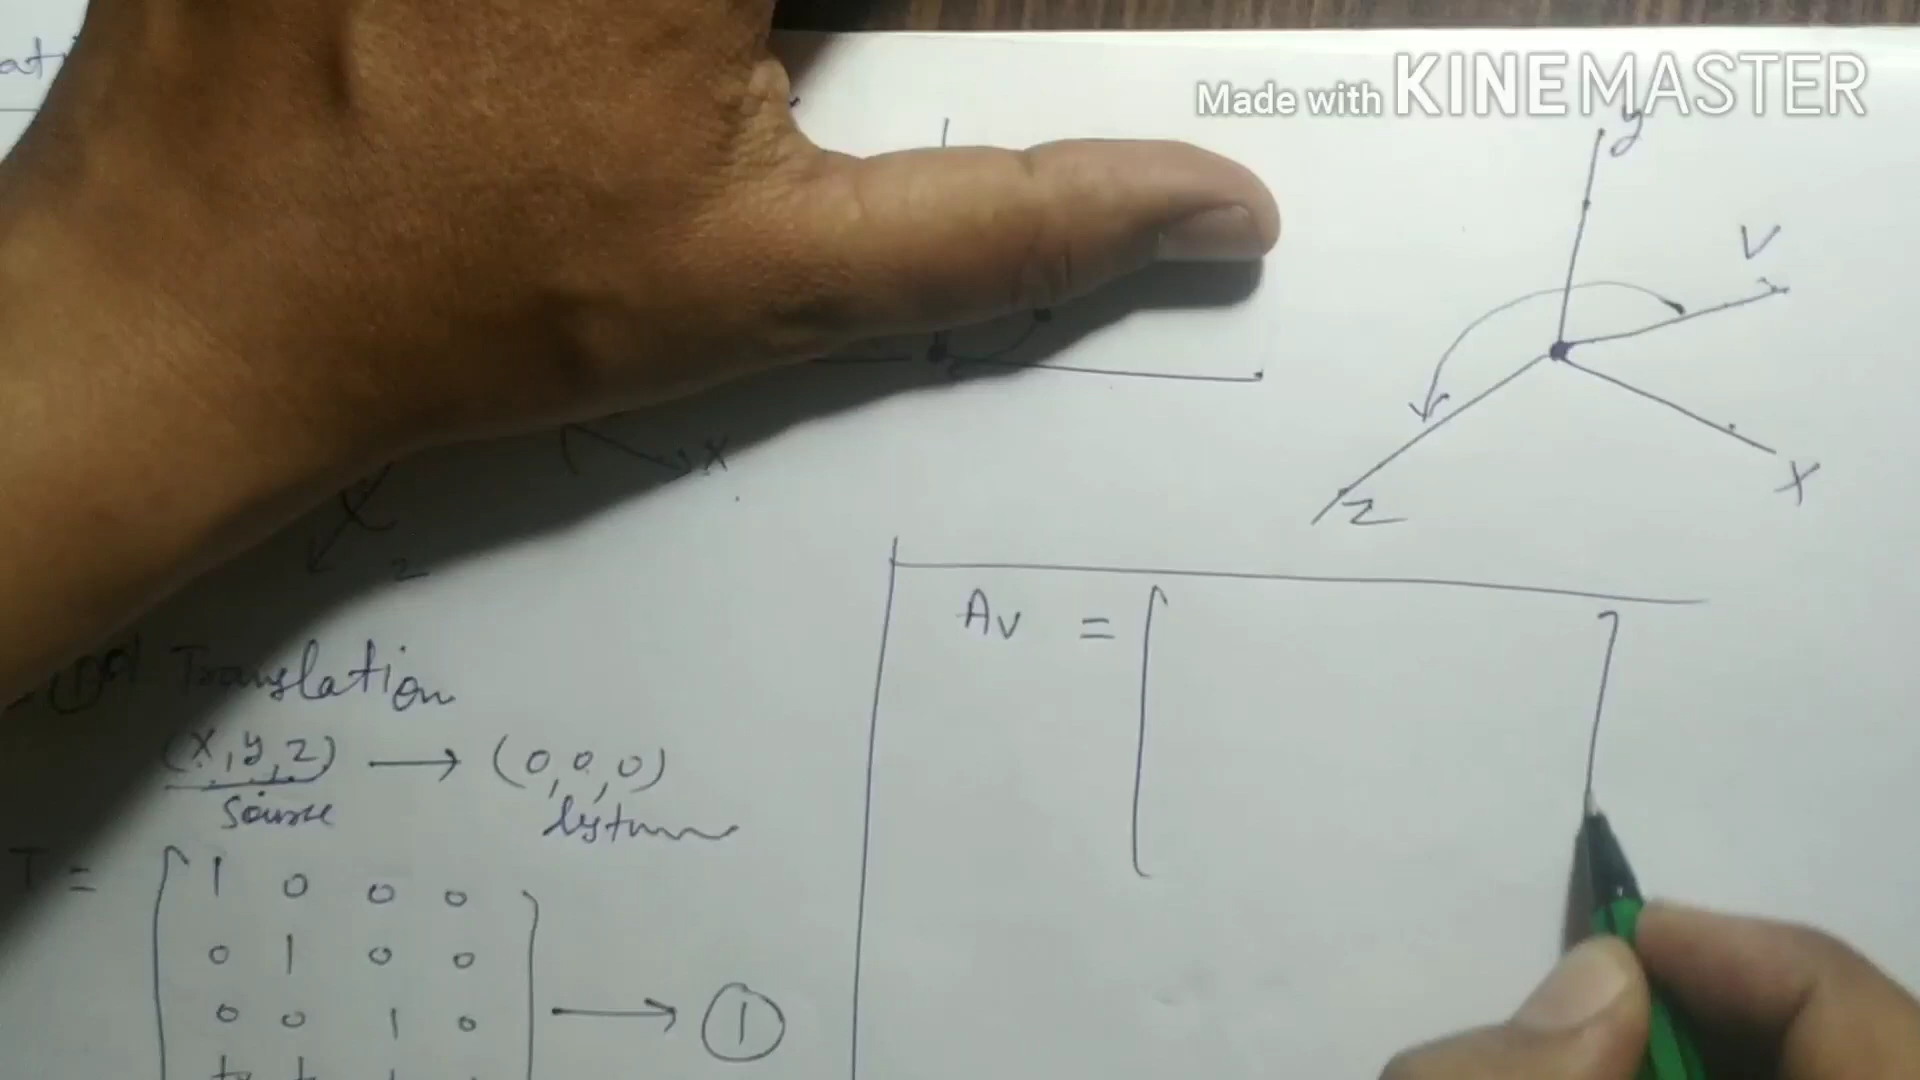 Made with KINEMASTER
y
V
X
Z
X
z
Av =
Translation
(x, y, z) → (0, 0, 0)
Source
T =
1 0 0 0
0 1 0 0
0 0 1 0
→ 1